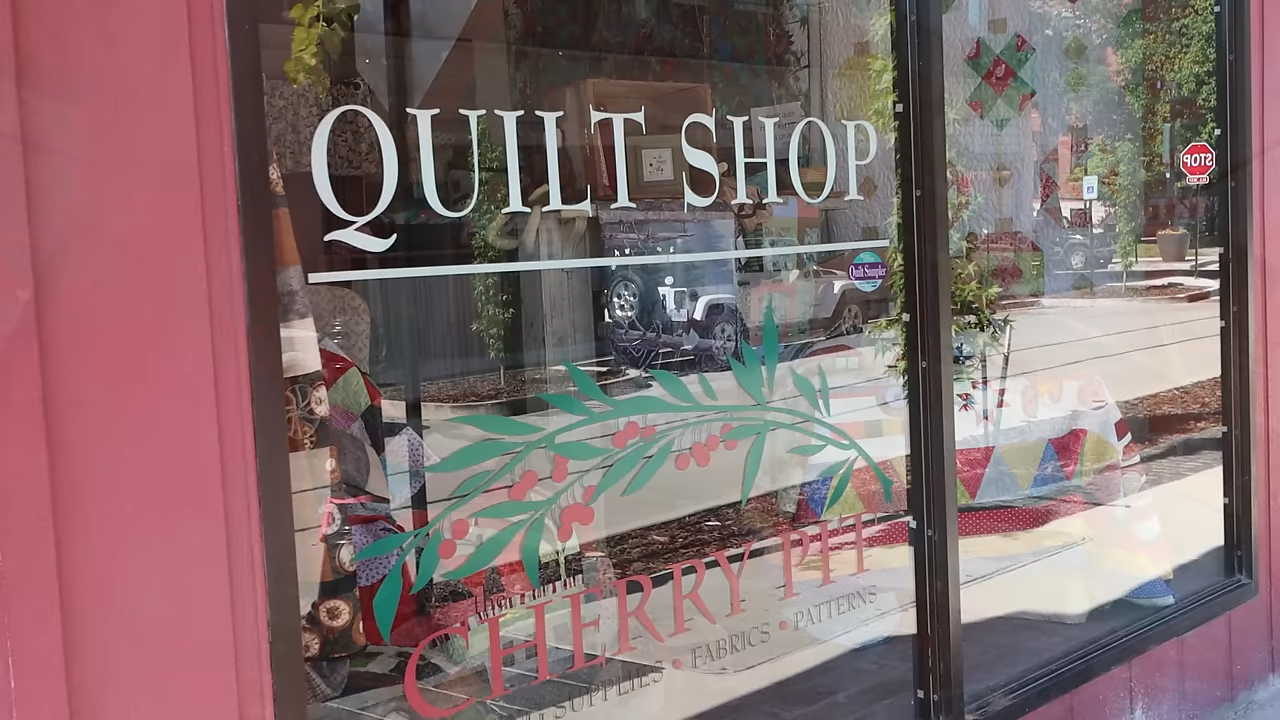 QUILT SHOP
Quilt Sampler
STOP
CHERRY PIT
SUPPLIES • FABRICS • PATTERNS